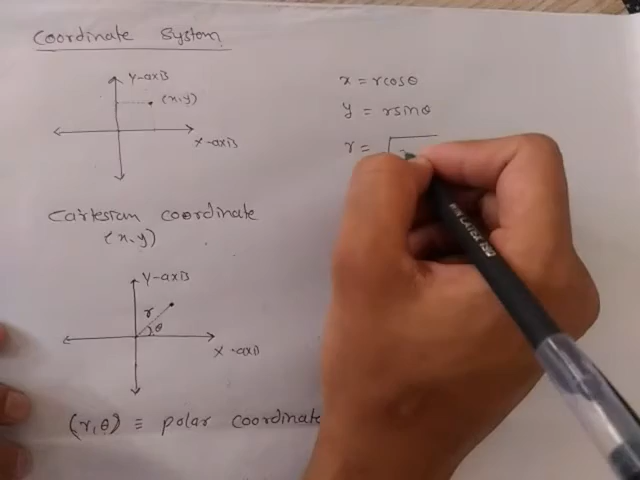 Coordinate System
Y-axis
(x,y)
X-axis
Cartesian coordinate
(x,y)
Y-axis
r
θ
X-axis
(r,θ) ≡ polar coordinate
x = rcosθ
y = rsinθ
r = √